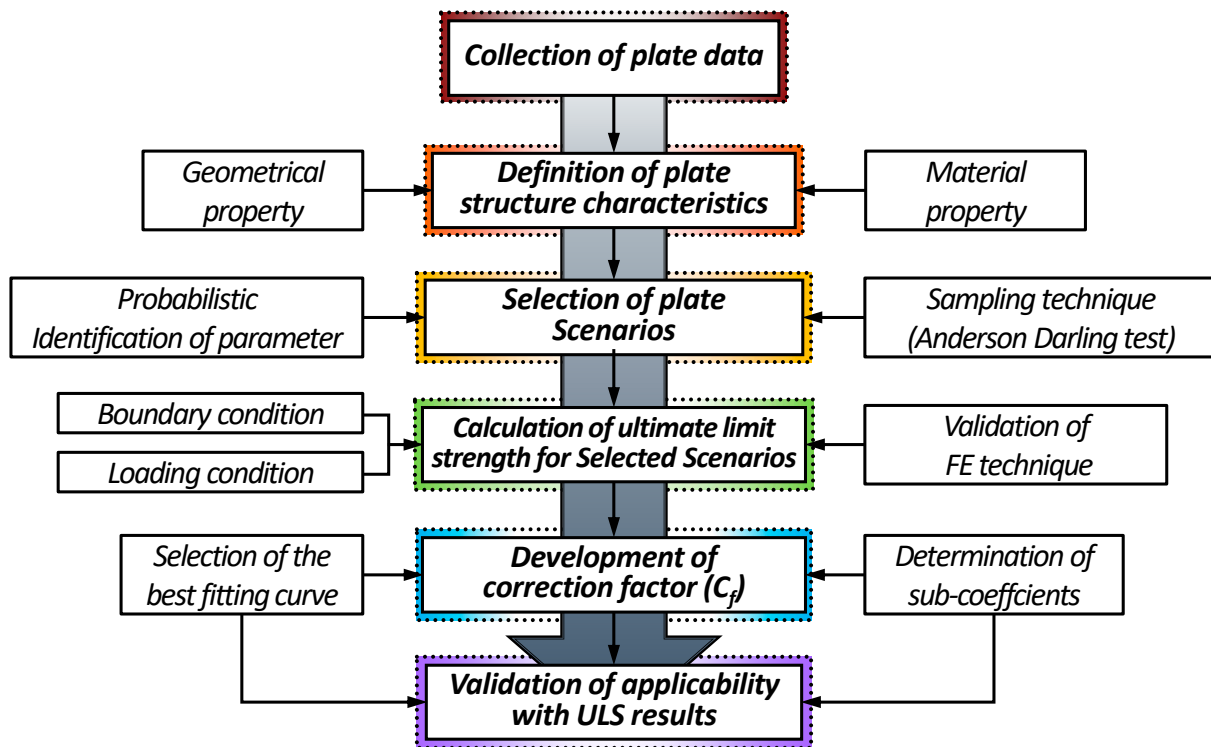 Collection of plate data
Geometrical
property
Definition of plate
structure characteristics
Material
property
Probabilistic
Identification of parameter
Selection of plate
Scenarios
Sampling technique
(Anderson Darling test)
Boundary condition
Loading condition
Calculation of ultimate limit
strength for Selected Scenarios
Validation of
FE technique
Selection of the
best fitting curve
Development of
correction factor (C_f)
Determination of
sub-coeffcients
Validation of applicability
with ULS results